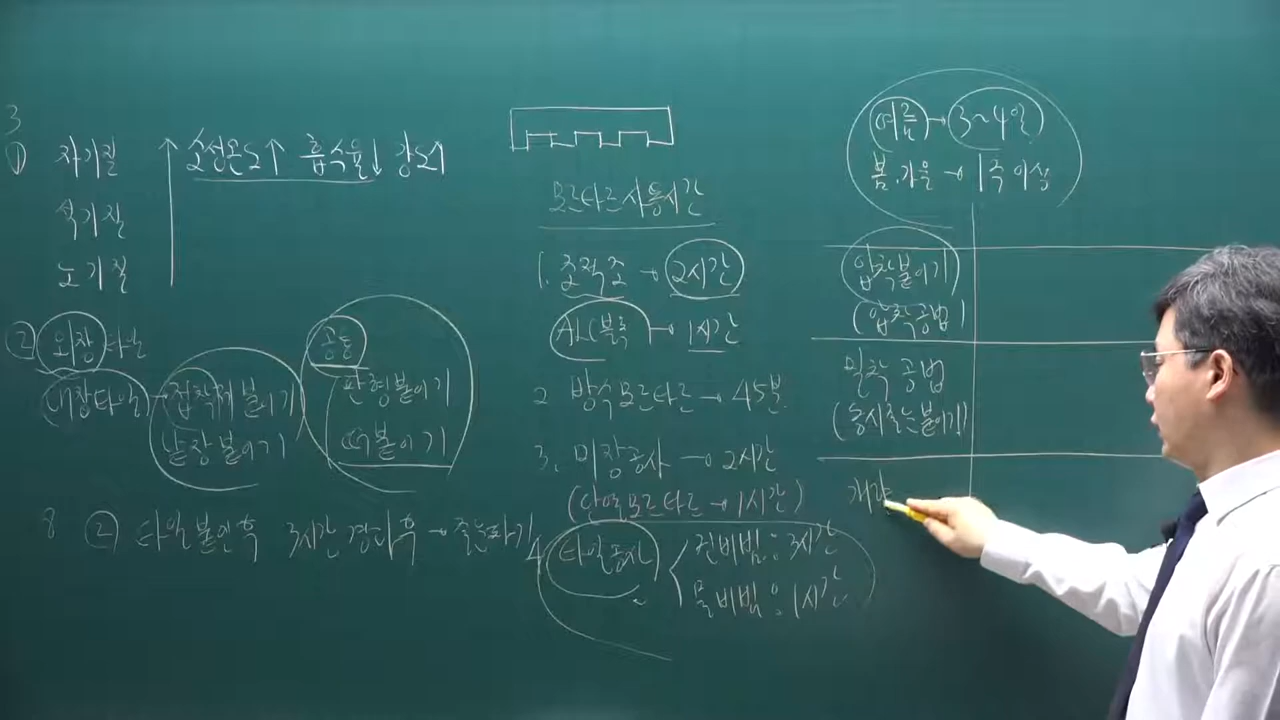 3
① 자기질 소성온도↑ 흡수율↓ 강도↑
석기질
도기질
② 외장타일
내장타일 접착제붙이기
낱장붙이기
공통
판형붙이기
떠붙이기
8 ② 타일 붙인후 3시간 경과후 → 줄눈파기
모르타르 사용시간
1. 조적조 → 2시간
ALC블록 → 1시간
2 방수모르타르 → 45분
3. 미장공사 → 2시간
(단열모르타르 → 1시간)
4 타일공사
건비빔 : 3시간
물비빔 : 1시간
여름 → 3~4일
봄.가을 → 1주이상
압착붙이기
(압착공법)
밀착공법
(동시줄눈붙이기)
개량